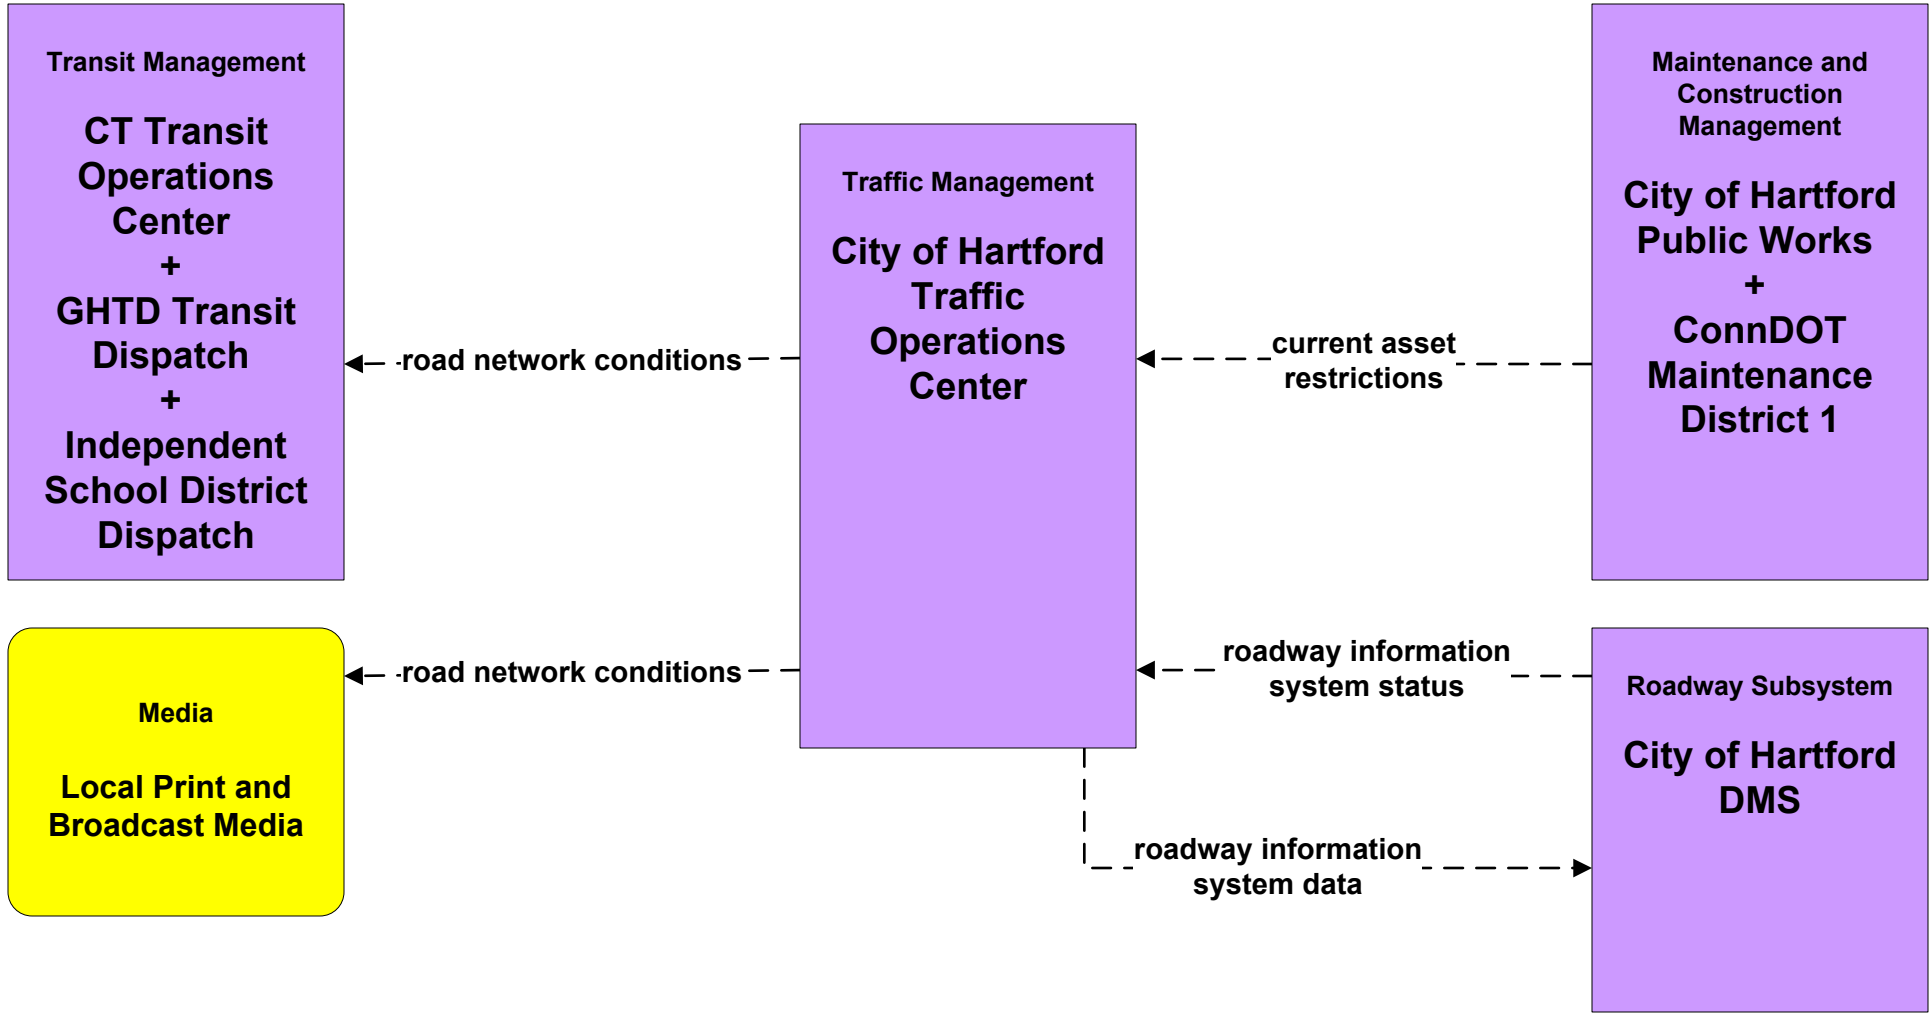 Transit Management
CT Transit
Operations
Center
+
GHTD Transit
Dispatch
+
Independent
School District
Dispatch
Media
Local Print and
Broadcast Media
road network conditions
road network conditions
Traffic Management
City of Hartford
Traffic
Operations
Center
current asset
restrictions
roadway information
system status
roadway information
system data
Maintenance and
Construction
Management
City of Hartford
Public Works
+
ConnDOT
Maintenance
District 1
Roadway Subsystem
City of Hartford
DMS